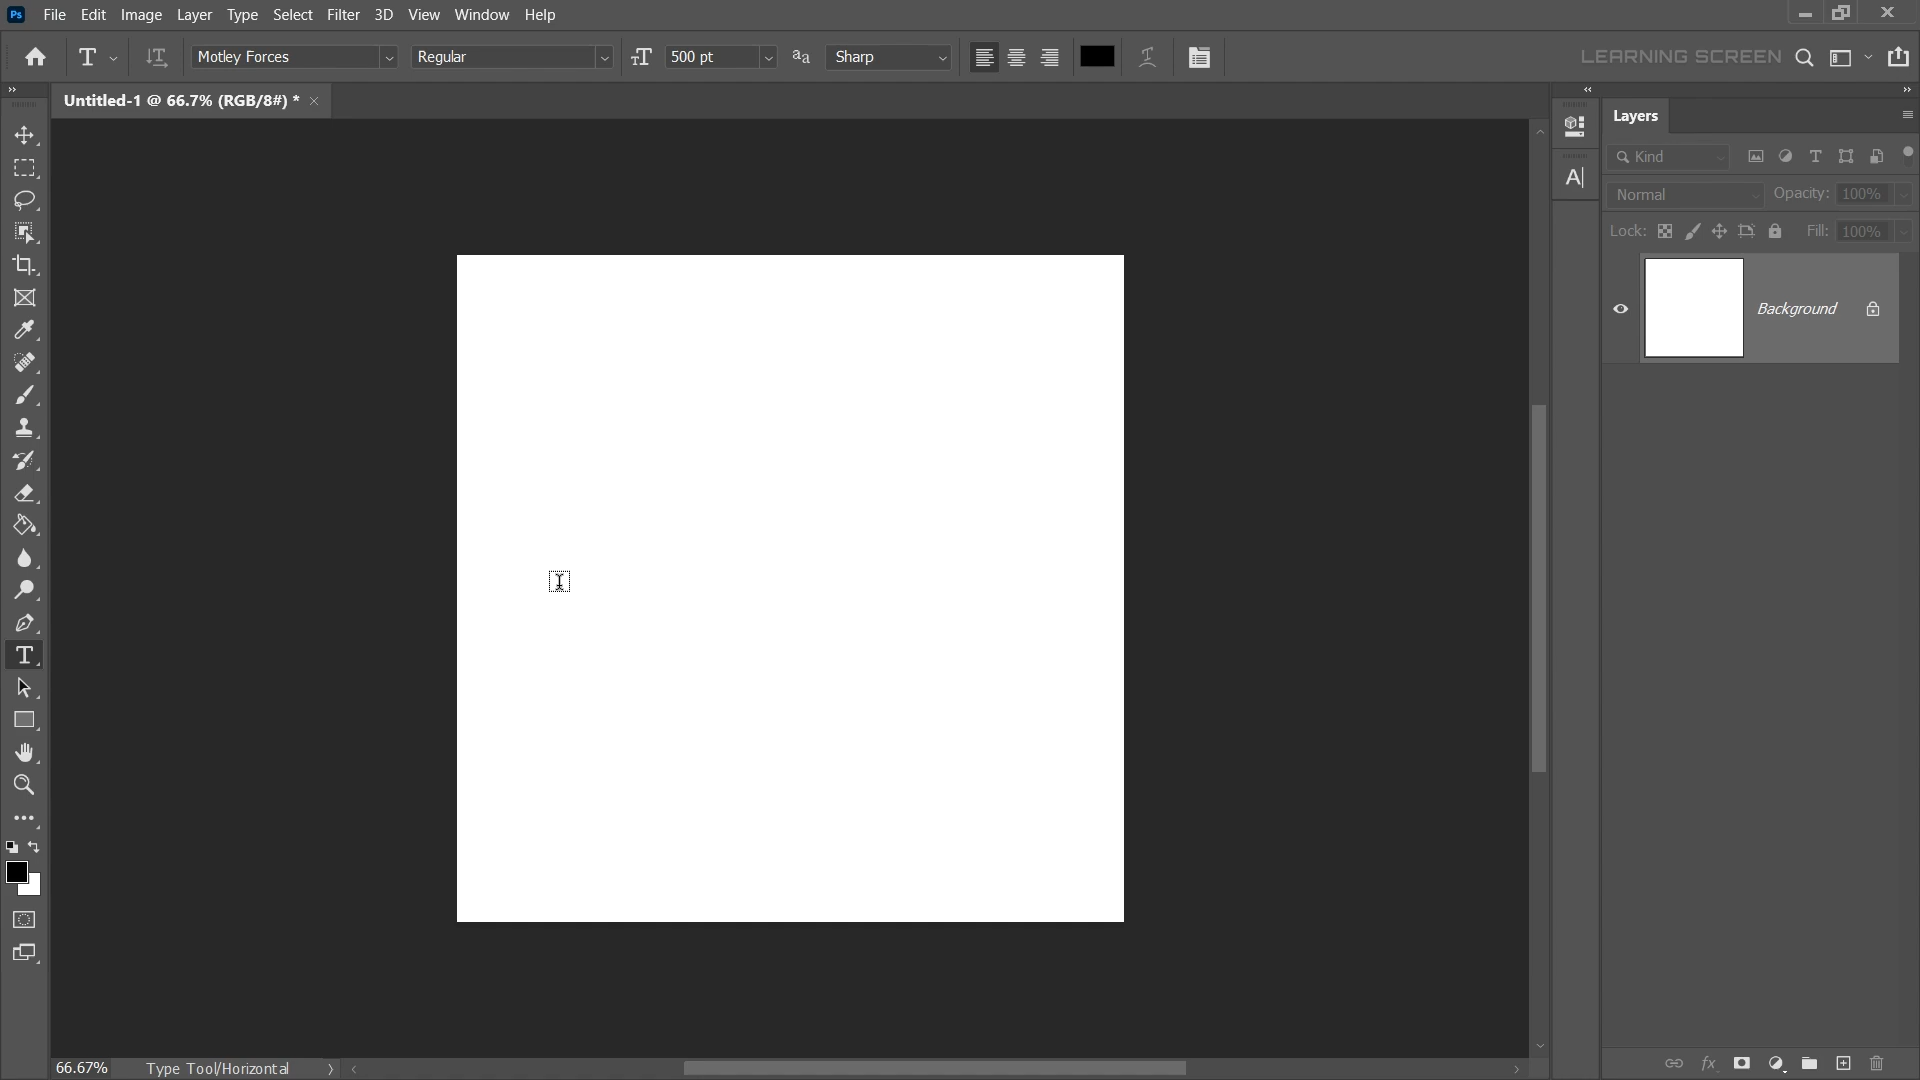 Ps File Edit Image Layer Type Select Filter 3D View Window Help
T Motley Forces Regular 500 pt aa Sharp LEARNING SCREEN
Untitled-1 @ 66.7% (RGB/8#) *
Layers
Kind
Normal Opacity: 100%
Lock: Fill: 100%
Background
66.67% Type Tool/Horizontal